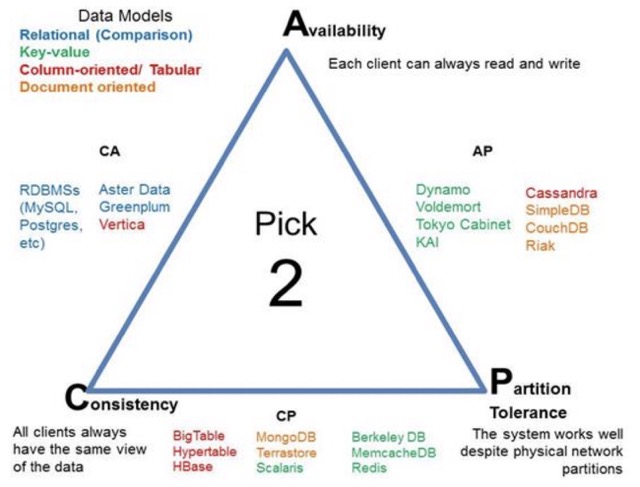 Data Models
Relational (Comparison)
Key-value
Column-oriented/ Tabular
Document oriented
Availability
Each client can always read and write
CA
RDBMSs
(MySQL,
Postgres,
etc)
Aster Data
Greenplum
Vertica
Pick
2
AP
Dynamo
Voldemort
Tokyo Cabinet
KAI
Cassandra
SimpleDB
CouchDB
Riak
Consistency
All clients always
have the same view
of the data
CP
BigTable
Hypertable
HBase
MongoDB
Terrastore
Scalaris
Berkeley DB
MemcacheDB
Redis
Partition
Tolerance
The system works well
despite physical network
partitions